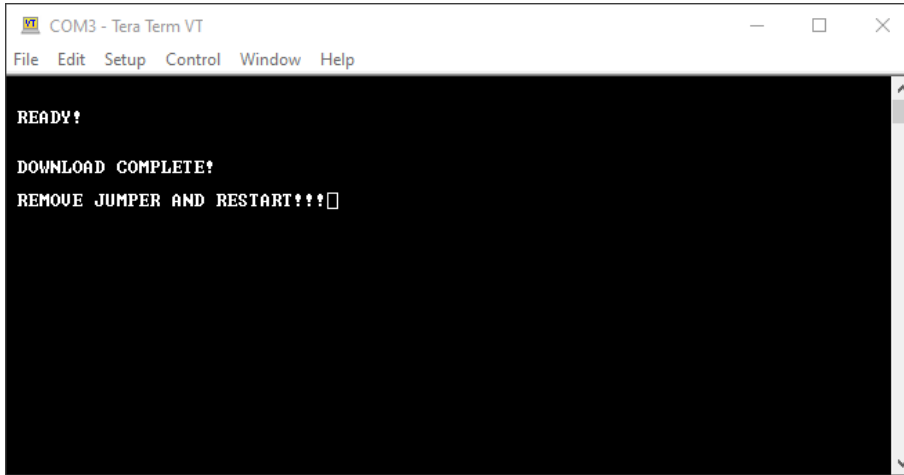 COM3 - Tera Term VT
File Edit Setup Control Window Help
READY!
DOWNLOAD COMPLETE!
REMOVE JUMPER AND RESTART!!!